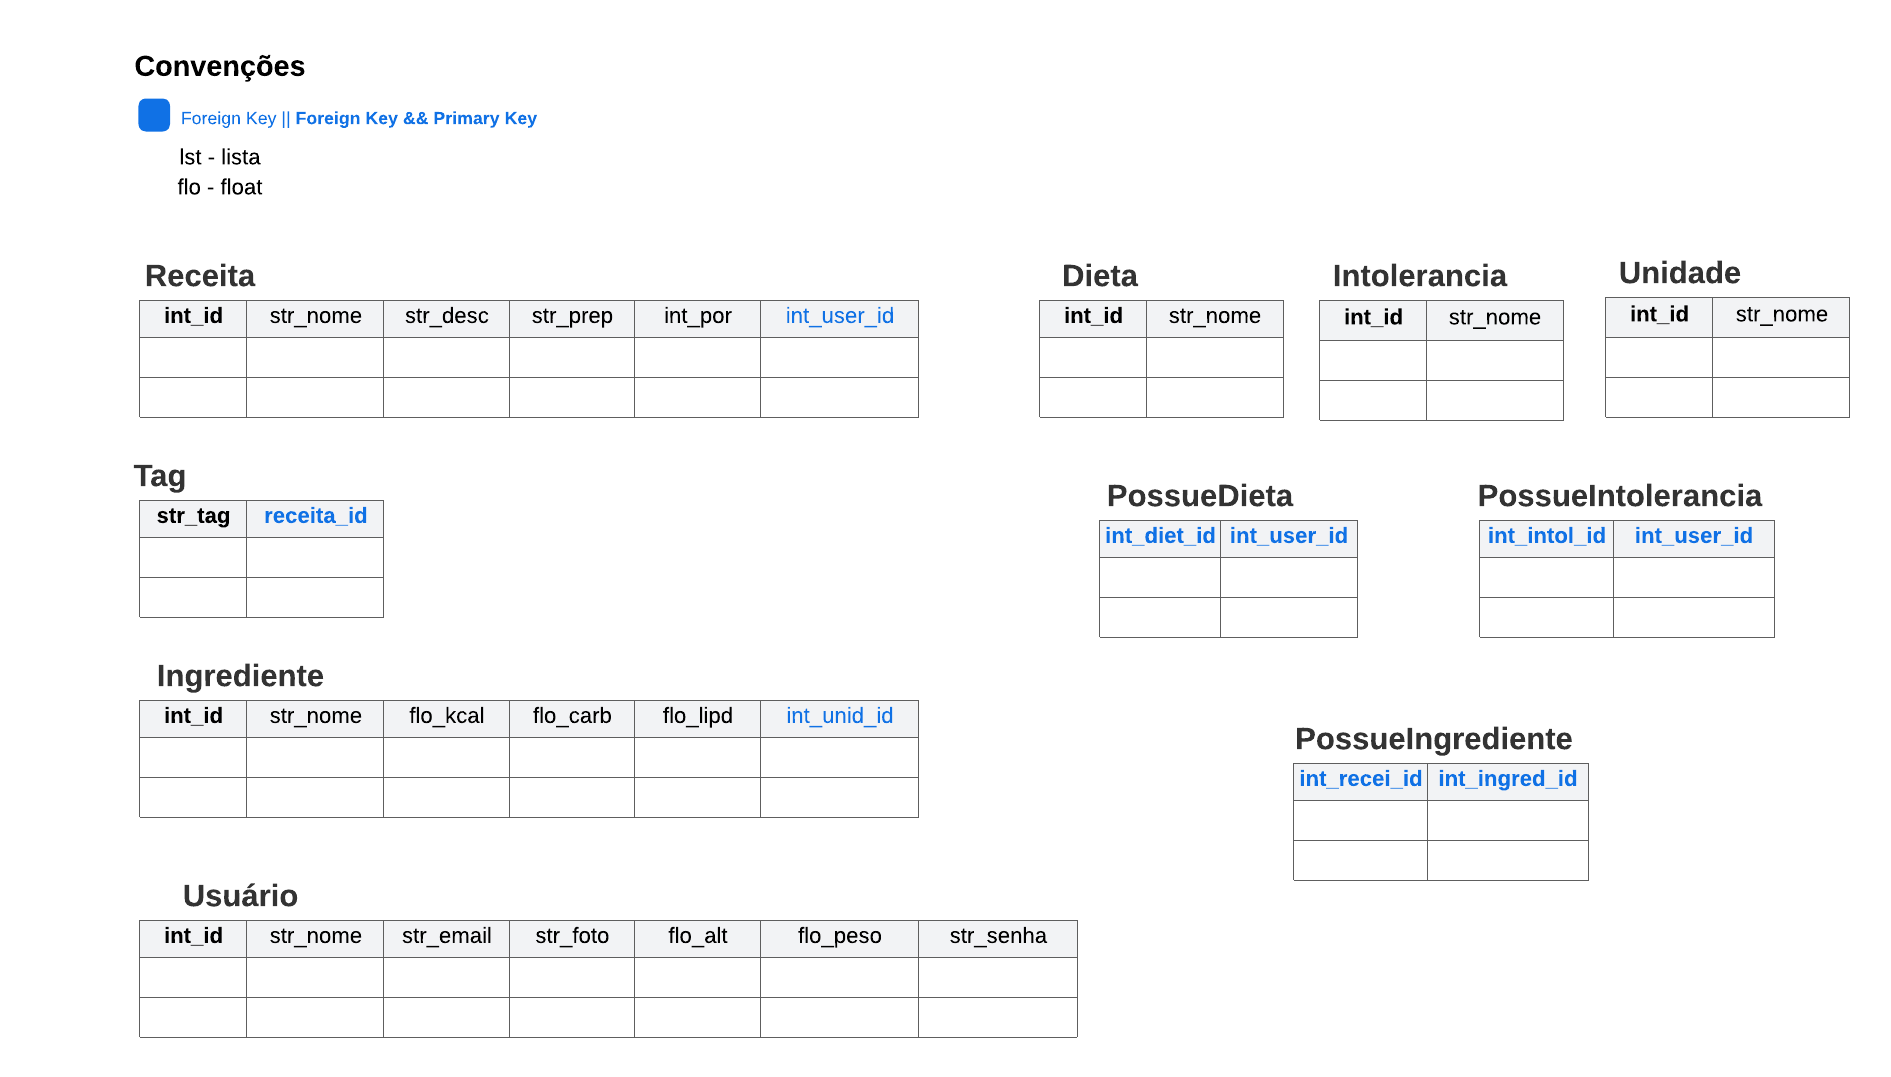 Convenções
Foreign Key || Foreign Key && Primary Key
lst - lista
flo - float
Receita
int_id str_nome str_desc str_prep int_por int_user_id
Dieta
int_id str_nome
Intolerancia
int_id str_nome
Unidade
int_id str_nome
Tag
str_tag receita_id
PossueDieta
int_diet_id int_user_id
PossueIntolerancia
int_intol_id int_user_id
Ingrediente
int_id str_nome flo_kcal flo_carb flo_lipd int_unid_id
PossueIngrediente
int_recei_id int_ingred_id
Usuário
int_id str_nome str_email str_foto flo_alt flo_peso str_senha